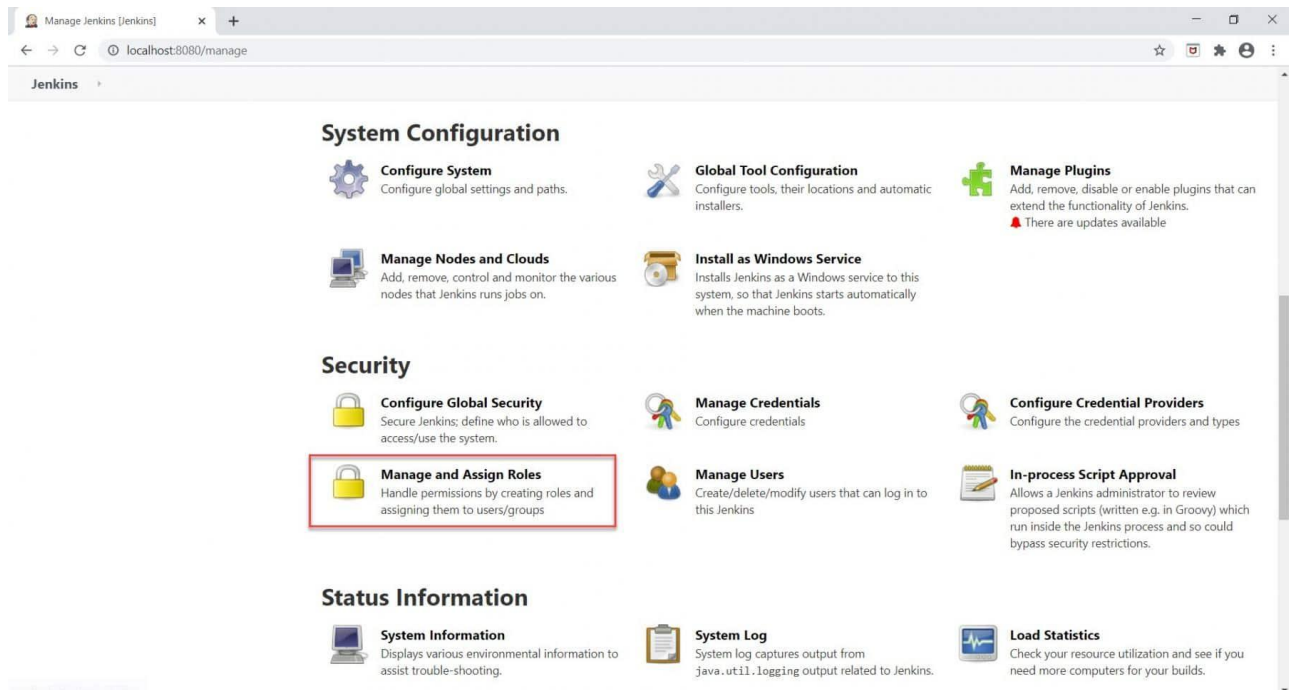 Manage Jenkins [Jenkins]
localhost:8080/manage
Jenkins
System Configuration
Configure System
Configure global settings and paths.
Global Tool Configuration
Configure tools, their locations and automatic
installers.
Manage Plugins
Add, remove, disable or enable plugins that can
extend the functionality of Jenkins.
There are updates available
Manage Nodes and Clouds
Add, remove, control and monitor the various
nodes that Jenkins runs jobs on.
Install as Windows Service
Installs Jenkins as a Windows service to this
system, so that Jenkins starts automatically
when the machine boots.
Security
Configure Global Security
Secure Jenkins; define who is allowed to
access/use the system.
Manage Credentials
Configure credentials
Configure Credential Providers
Configure the credential providers and types
Manage and Assign Roles
Handle permissions by creating roles and
assigning them to users/groups
Manage Users
Create/delete/modify users that can log in to
this Jenkins
In-process Script Approval
Allows a Jenkins administrator to review
proposed scripts (written e.g. in Groovy) which
run inside the Jenkins process and so could
bypass security restrictions.
Status Information
System Information
Displays various environmental information to
assist trouble-shooting.
System Log
System log captures output from
java.util.logging output related to Jenkins.
Load Statistics
Check your resource utilization and see if you
need more computers for your builds.